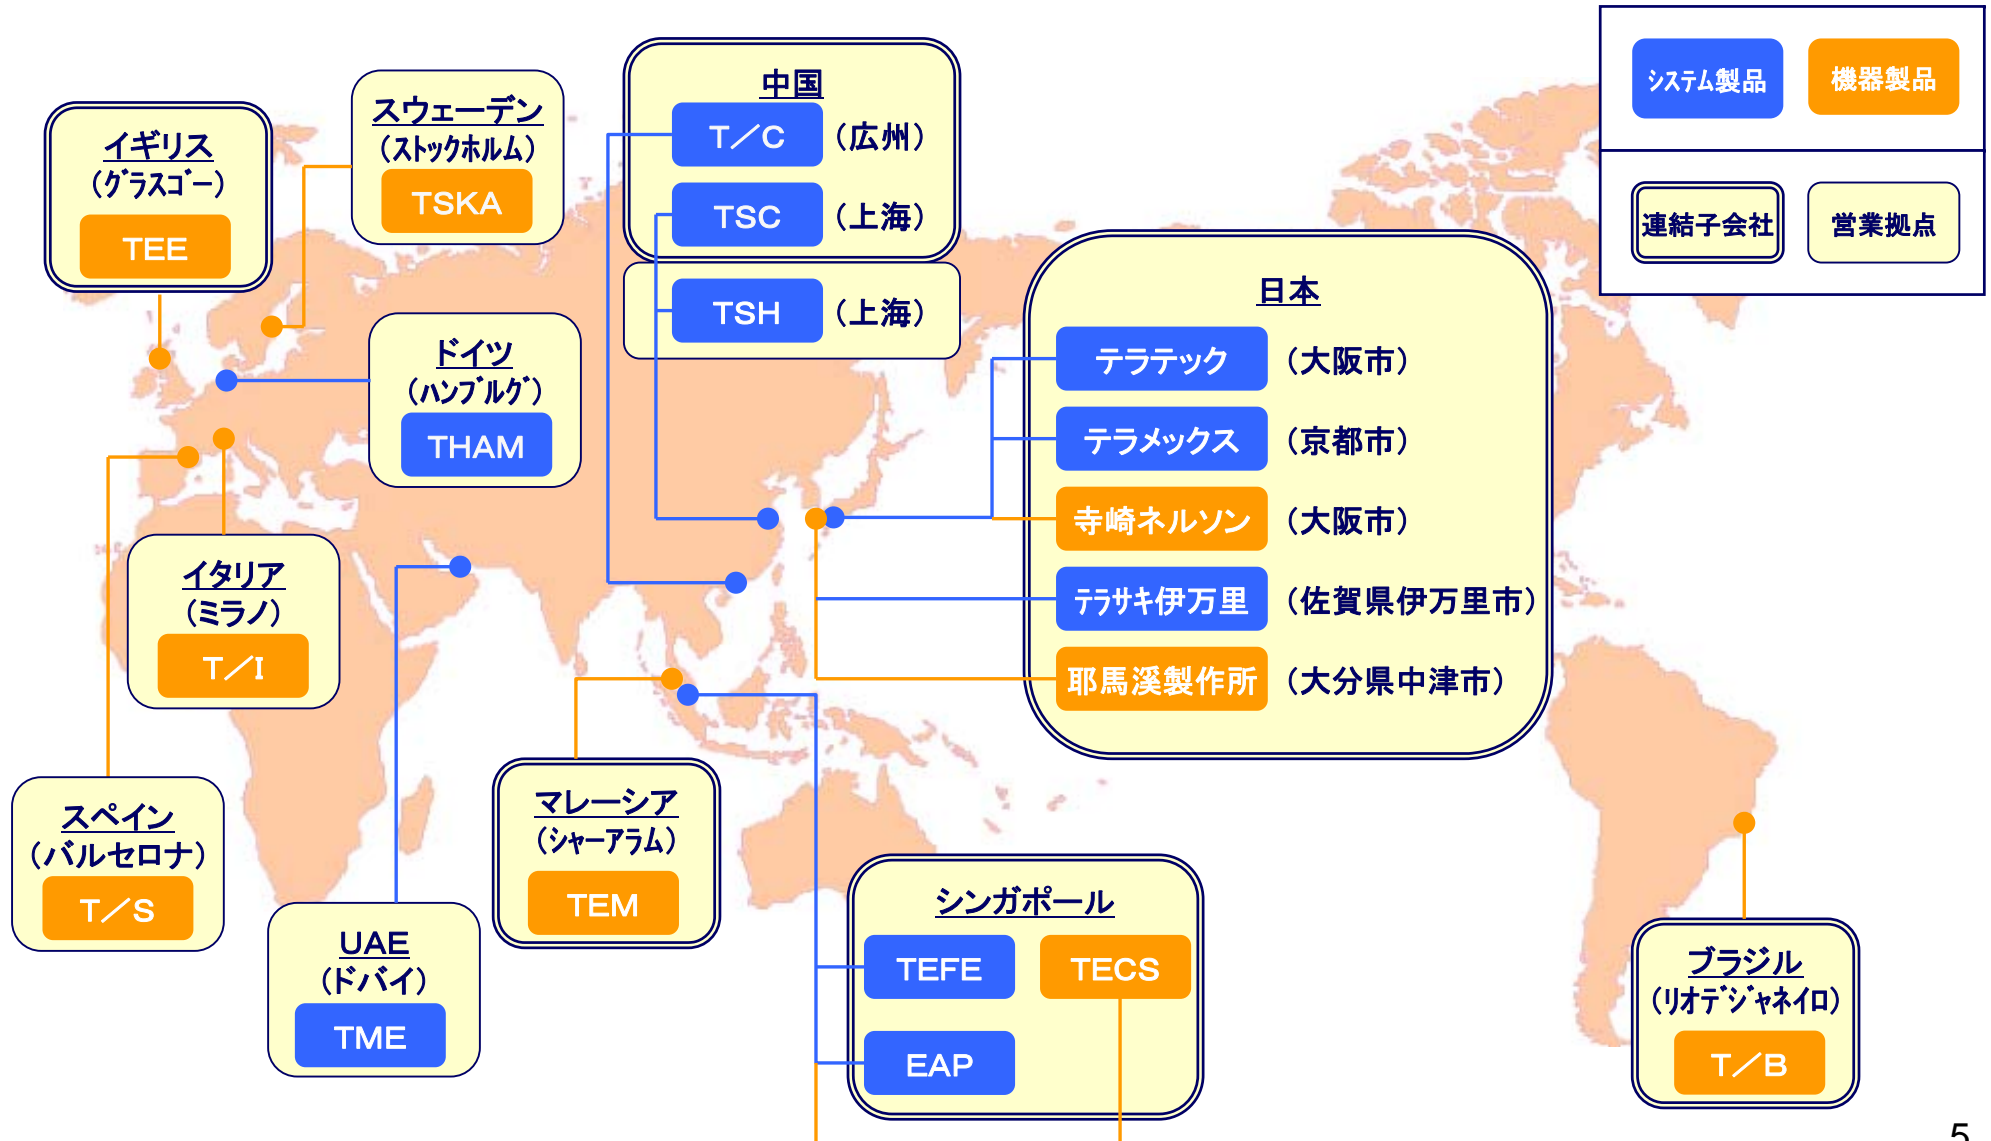 システム製品
機器製品
連結子会社
営業拠点
イギリス
(グラスゴー)
TEE
スウェーデン
(ストックホルム)
TSKA
中国
T/C (広州)
TSC (上海)
TSH (上海)
ドイツ
(ハンブルグ)
THAM
日本
テラテック (大阪市)
テラメックス (京都市)
寺崎ネルソン (大阪市)
テラサキ伊万里 (佐賀県伊万里市)
耶馬溪製作所 (大分県中津市)
イタリア
(ミラノ)
T/I
スペイン
(バルセロナ)
T/S
UAE
(ドバイ)
TME
マレーシア
(シャーアラム)
TEM
シンガポール
TEFE TECS
EAP
ブラジル
(リオデジャネイロ)
T/B
5